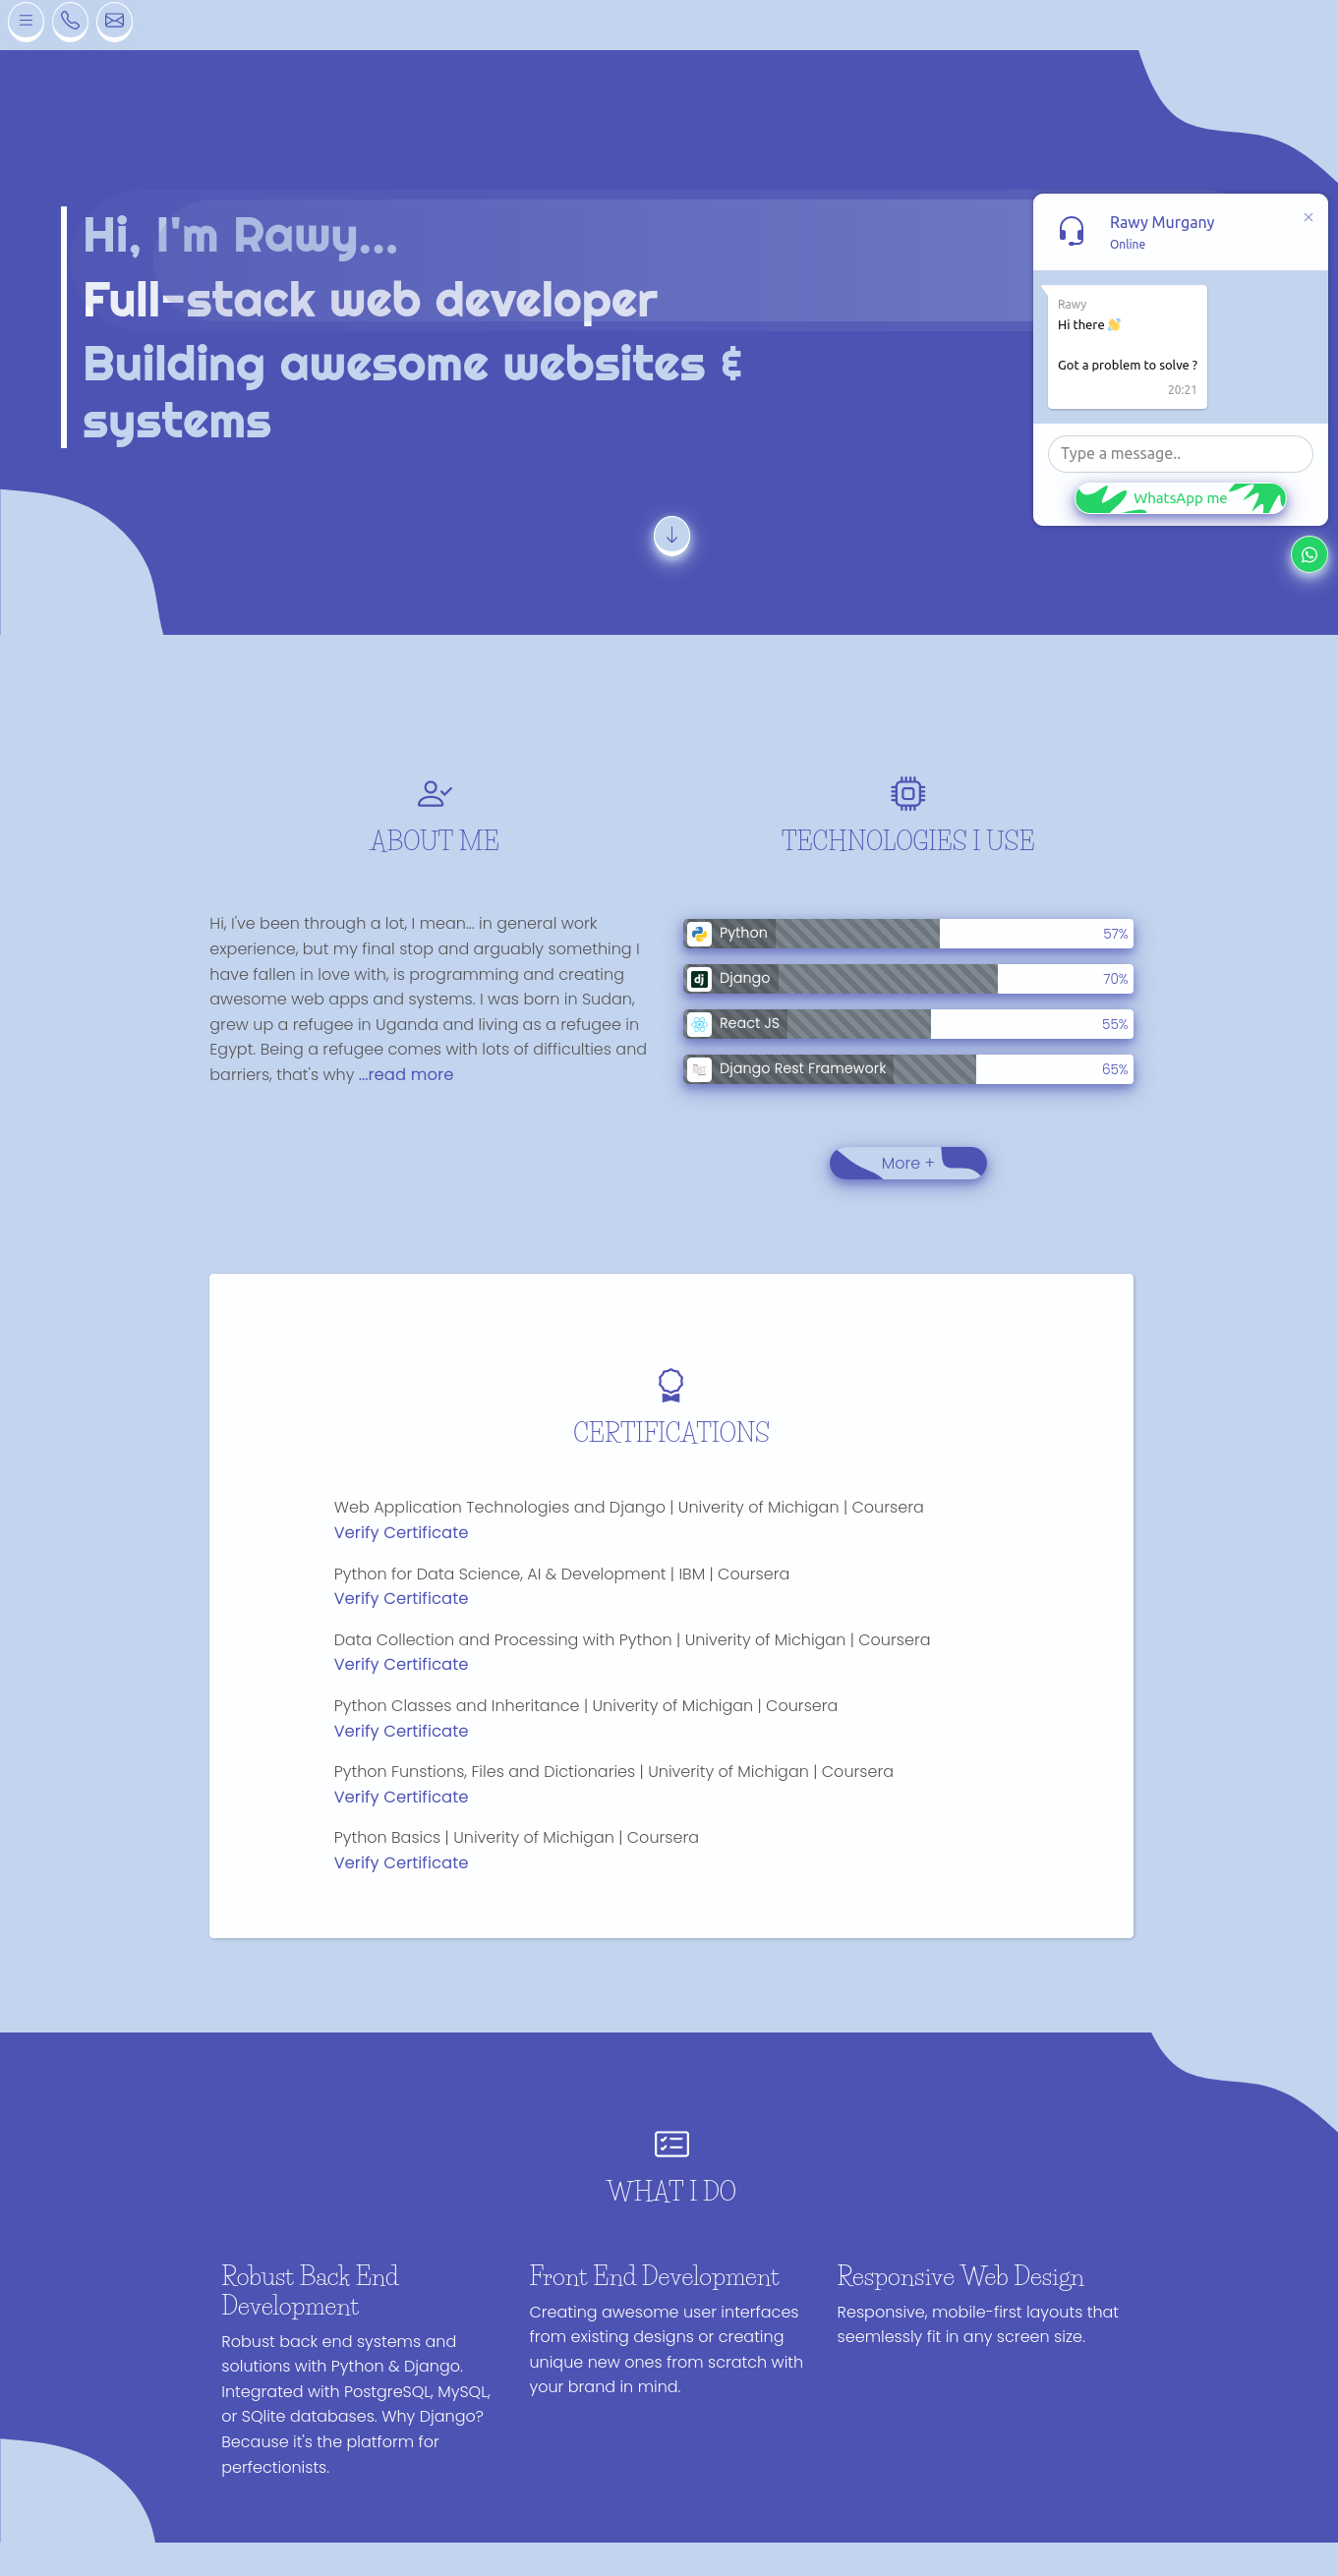 Hi, I'm Rawy...
Full-stack web developer
Building awesome websites &
systems
Rawy Murgany
Online
Rawy
Hi there 👋
Got a problem to solve ?
20:21
Type a message..
WhatsApp me
ABOUT ME
Hi, I've been through a lot, I mean... in general work
experience, but my final stop and arguably something I
have fallen in love with, is programming and creating
awesome web apps and systems. I was born in Sudan,
grew up a refugee in Uganda and living as a refugee in
Egypt. Being a refugee comes with lots of difficulties and
barriers, that's why ...read more
TECHNOLOGIES I USE
Python 57%
dj Django 70%
React JS 55%
Django Rest Framework 65%
More +
CERTIFICATIONS
Web Application Technologies and Django | Univerity of Michigan | Coursera
Verify Certificate
Python for Data Science, AI & Development | IBM | Coursera
Verify Certificate
Data Collection and Processing with Python | Univerity of Michigan | Coursera
Verify Certificate
Python Classes and Inheritance | Univerity of Michigan | Coursera
Verify Certificate
Python Funstions, Files and Dictionaries | Univerity of Michigan | Coursera
Verify Certificate
Python Basics | Univerity of Michigan | Coursera
Verify Certificate
WHAT I DO
Robust Back End
Development
Robust back end systems and
solutions with Python & Django.
Integrated with PostgreSQL, MySQL,
or SQlite databases. Why Django?
Because it's the platform for
perfectionists.
Front End Development
Creating awesome user interfaces
from existing designs or creating
unique new ones from scratch with
your brand in mind.
Responsive Web Design
Responsive, mobile-first layouts that
seemlessly fit in any screen size.